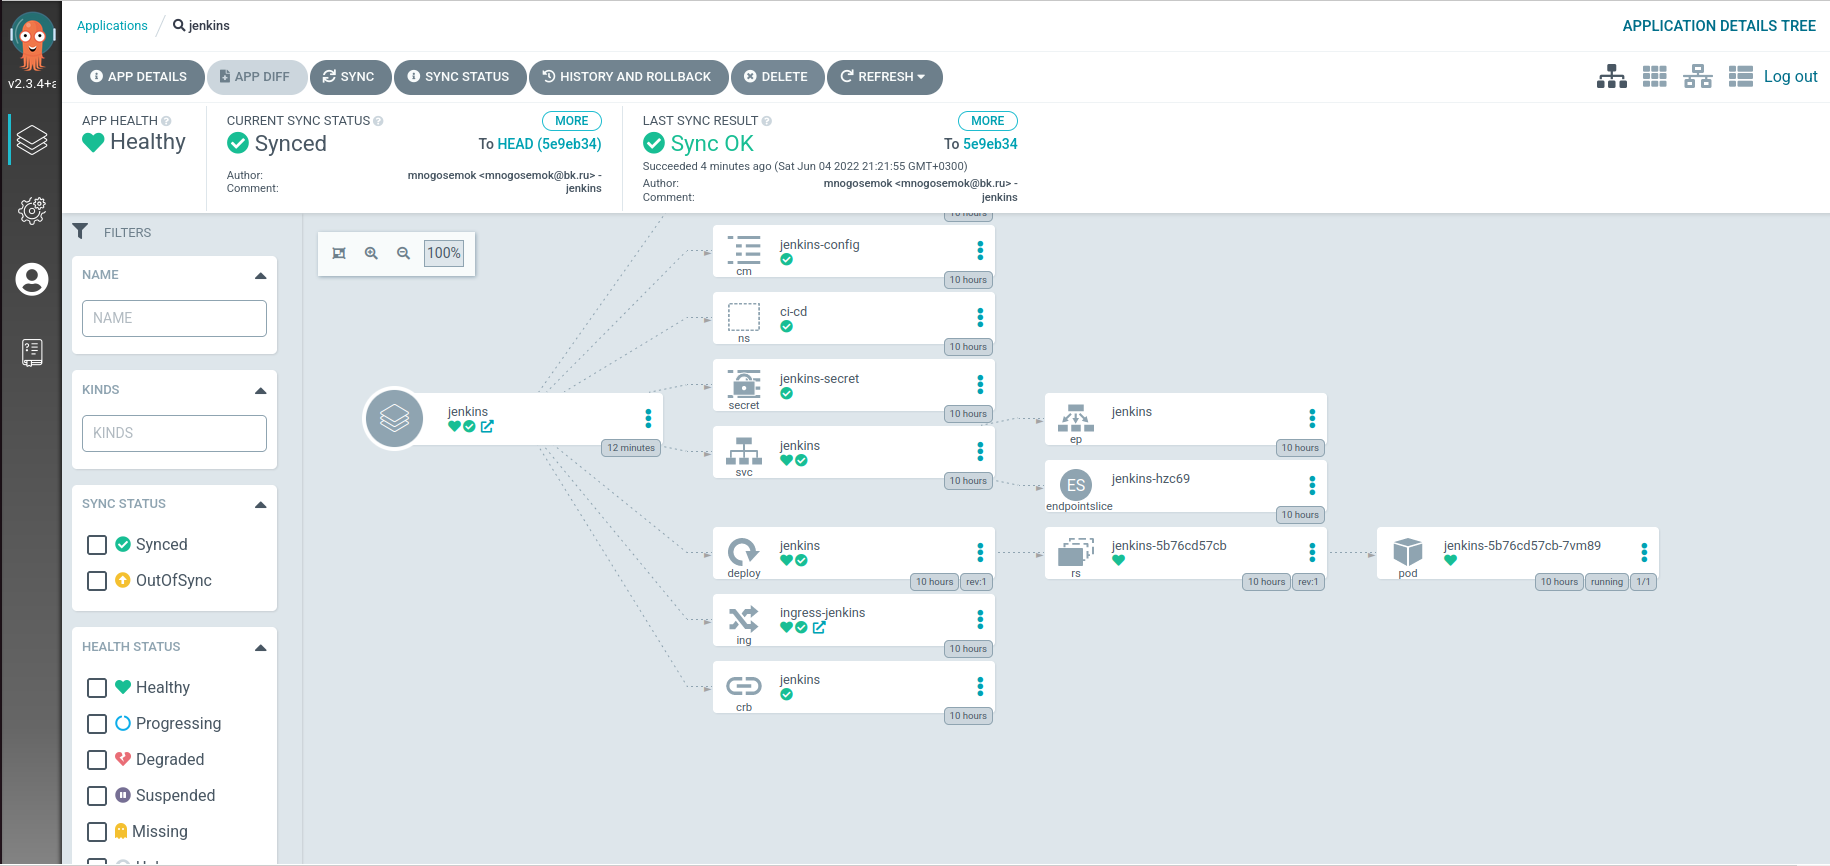 Applications / jenkins
APPLICATION DETAILS TREE
v2.3.4+a
APP DETAILS
APP DIFF
SYNC
SYNC STATUS
HISTORY AND ROLLBACK
DELETE
REFRESH
Log out
APP HEALTH
Healthy
CURRENT SYNC STATUS
MORE
Synced
To HEAD (5e9eb34)
Author:
mnogosemok <mnogosemok@bk.ru> -
Comment:
jenkins
LAST SYNC RESULT
MORE
Sync OK
To 5e9eb34
Succeeded 4 minutes ago (Sat Jun 04 2022 21:21:55 GMT+0300)
Author:
mnogosemok <mnogosemok@bk.ru> -
Comment:
jenkins
FILTERS
NAME
NAME
KINDS
KINDS
SYNC STATUS
Synced
OutOfSync
HEALTH STATUS
Healthy
Progressing
Degraded
Suspended
Missing
100%
jenkins
12 minutes
10 hours
jenkins-config
cm
10 hours
ci-cd
ns
10 hours
jenkins-secret
secret
10 hours
jenkins
svc
10 hours
jenkins
ep
10 hours
ES
jenkins-hzc69
endpointslice
10 hours
jenkins
deploy
10 hours
rev:1
jenkins-5b76cd57cb
rs
10 hours
rev:1
jenkins-5b76cd57cb-7vm89
pod
10 hours
running
1/1
ingress-jenkins
ing
10 hours
jenkins
crb
10 hours